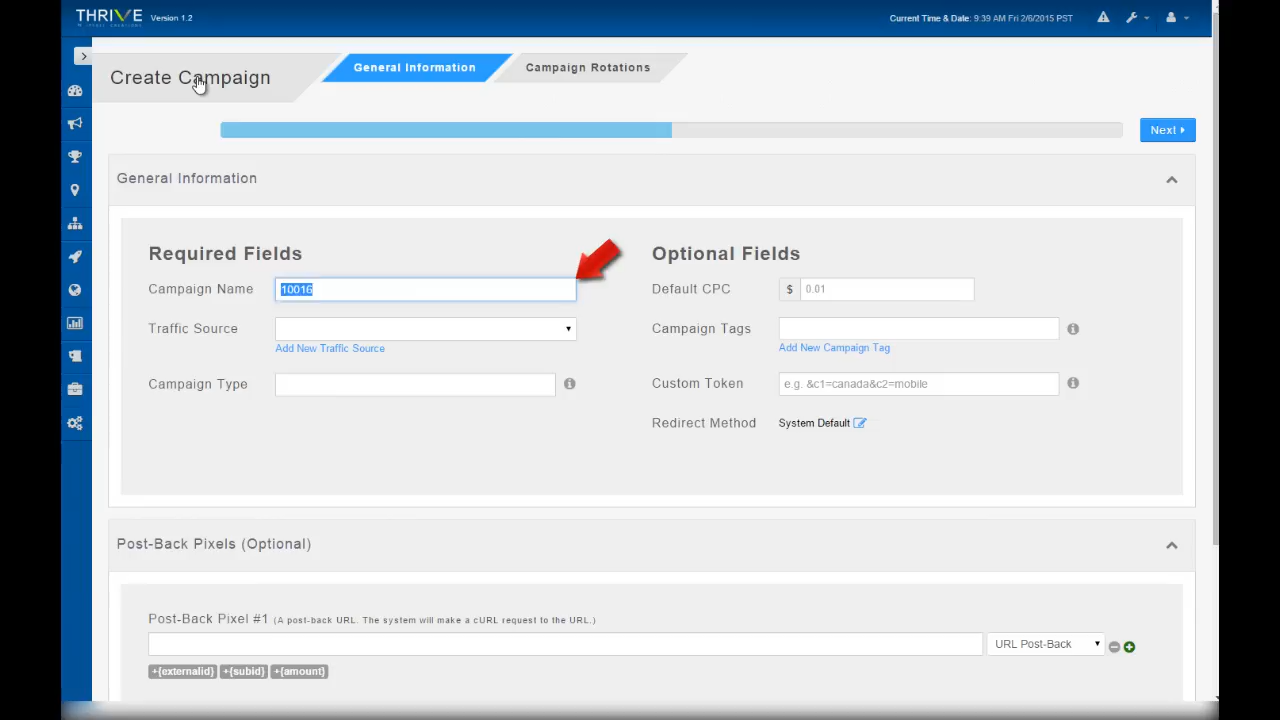 THRIVE Version 1.2
Current Time & Date: 9:39 AM Fri 2/6/2015 PST
Create Campaign
General Information
Campaign Rotations
Next
General Information
Required Fields
Optional Fields
Campaign Name 10016
Default CPC $ 0.01
Traffic Source
Campaign Tags
Add New Traffic Source
Add New Campaign Tag
Campaign Type
Custom Token e.g. &c1=canada&c2=mobile
Redirect Method System Default
Post-Back Pixels (Optional)
Post-Back Pixel #1 (A post-back URL. The system will make a cURL request to the URL.)
URL Post-Back
+{externalid} +{subid} +{amount}